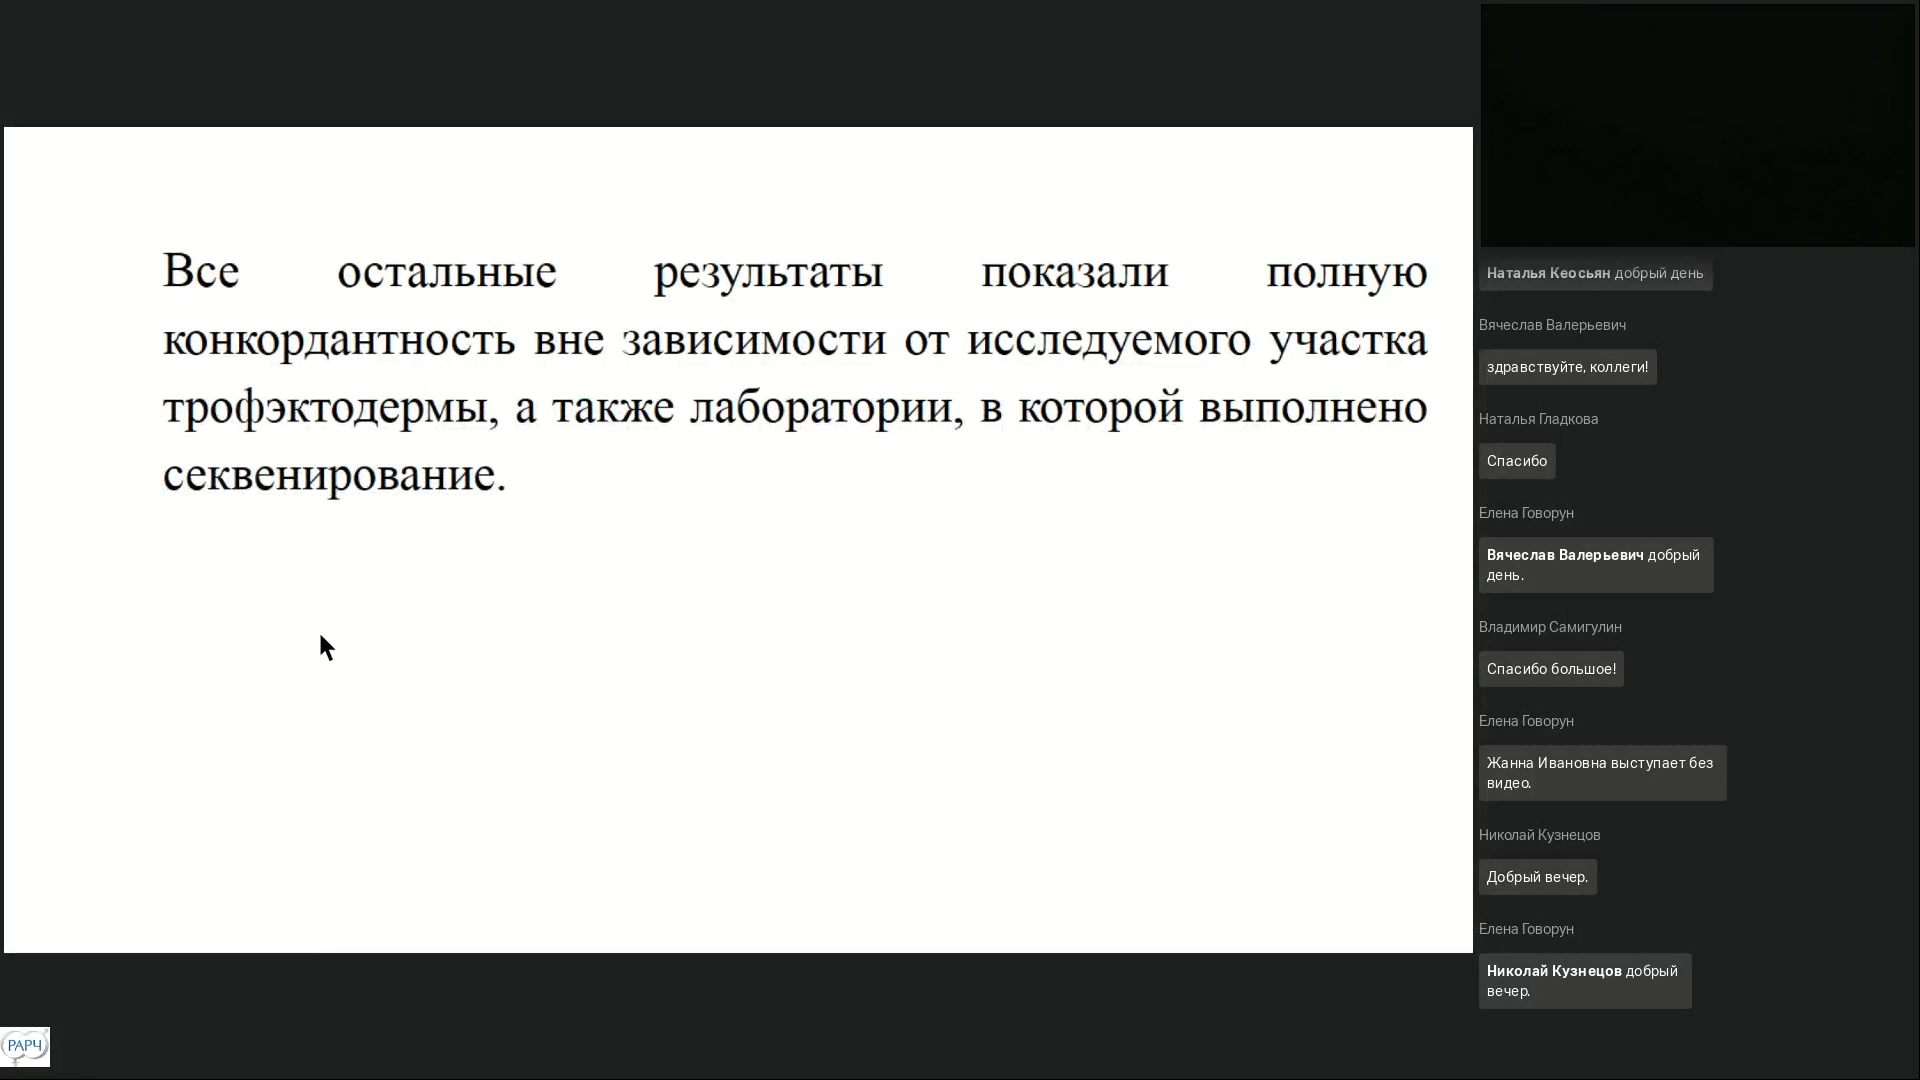 Все остальные результаты показали полную
конкордантность вне зависимости от исследуемого участка
трофэктодермы, а также лаборатории, в которой выполнено
секвенирование.
Наталья Кеосьян добрый день
Вячеслав Валерьевич
здравствуйте, коллеги!
Наталья Гладкова
Спасибо
Елена Говорун
Вячеслав Валерьевич добрый
день.
Владимир Самигулин
Спасибо большое!
Елена Говорун
Жанна Ивановна выступает без
видео.
Николай Кузнецов
Добрый вечер.
Елена Говорун
Николай Кузнецов добрый
вечер.
РАРЧ